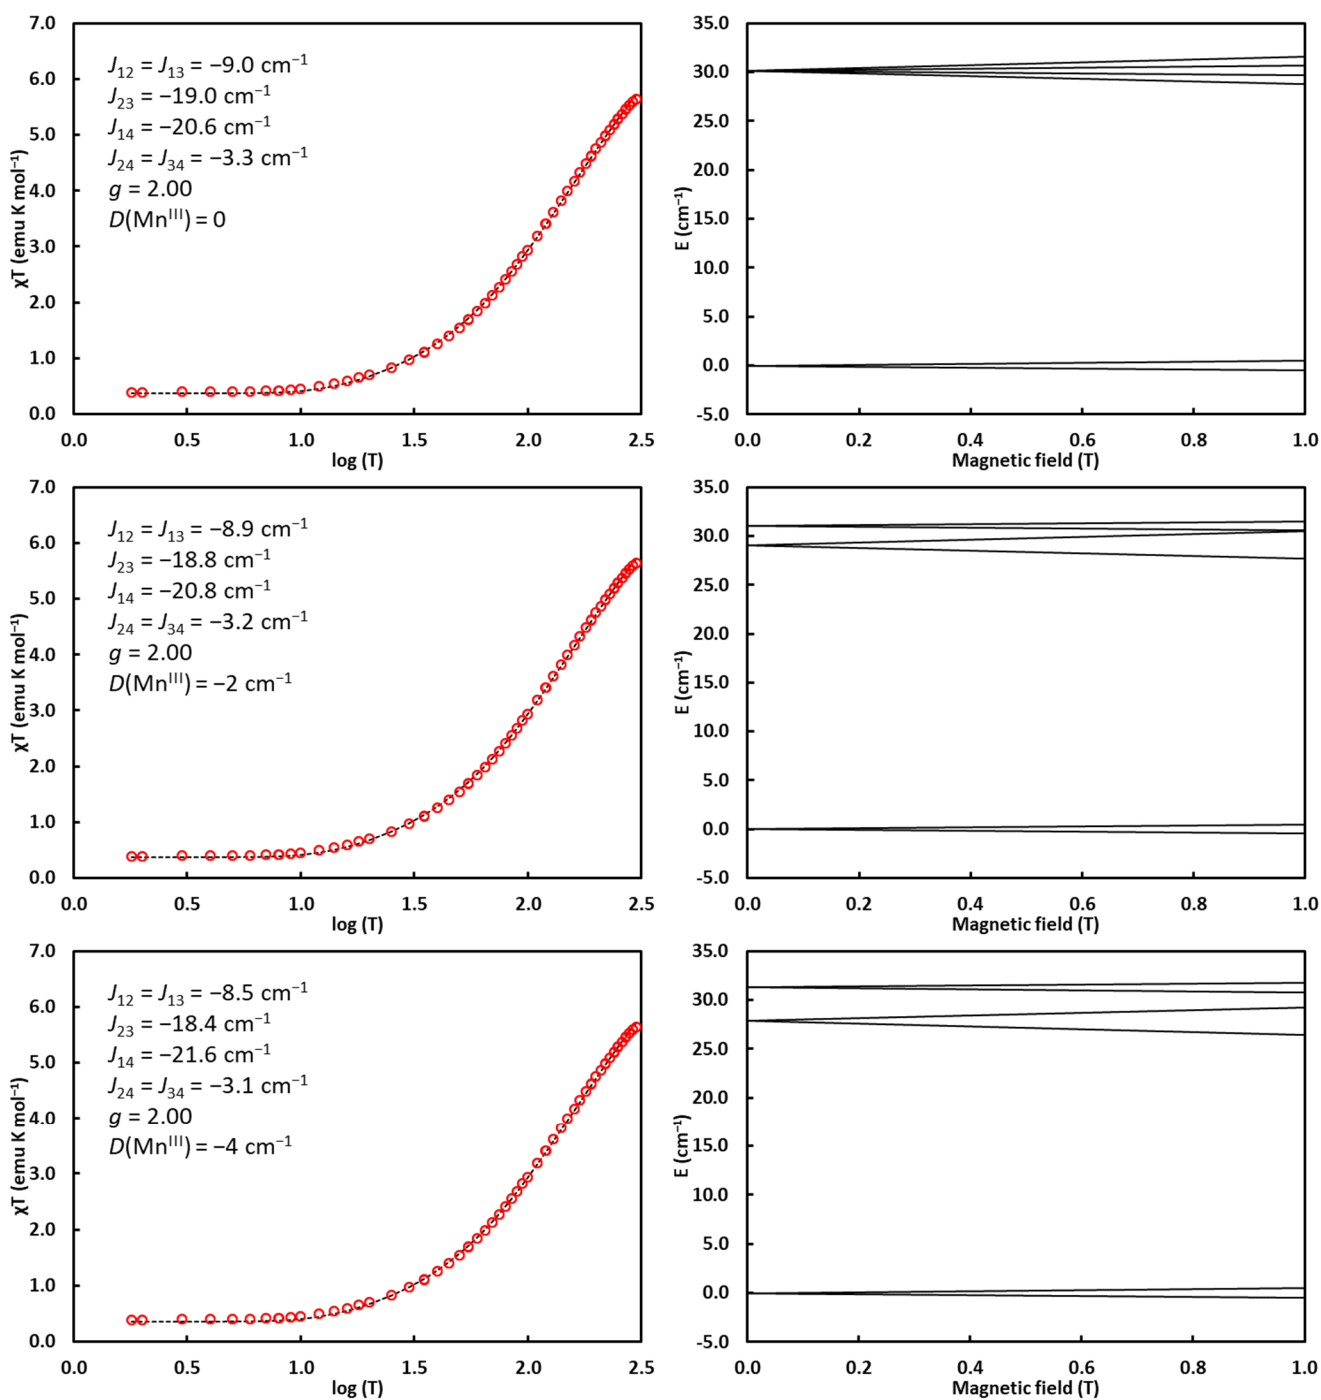 7.0
6.0
5.0
4.0
3.0
2.0
1.0
0.0
χT (emu K mol⁻¹)
J₁₂ = J₁₃ = −9.0 cm⁻¹
J₂₃ = −19.0 cm⁻¹
J₁₄ = −20.6 cm⁻¹
J₂₄ = J₃₄ = −3.3 cm⁻¹
g = 2.00
D(Mnᴵᴵᴵ) = 0
0.0 0.5 1.0 1.5 2.0 2.5
log (T)
35.0
30.0
25.0
20.0
15.0
10.0
5.0
0.0
-5.0
E (cm⁻¹)
0.0 0.2 0.4 0.6 0.8 1.0
Magnetic field (T)
7.0
6.0
5.0
4.0
3.0
2.0
1.0
0.0
χT (emu K mol⁻¹)
J₁₂ = J₁₃ = −8.9 cm⁻¹
J₂₃ = −18.8 cm⁻¹
J₁₄ = −20.8 cm⁻¹
J₂₄ = J₃₄ = −3.2 cm⁻¹
g = 2.00
D(Mnᴵᴵᴵ) = −2 cm⁻¹
0.0 0.5 1.0 1.5 2.0 2.5
log (T)
35.0
30.0
25.0
20.0
15.0
10.0
5.0
0.0
-5.0
E (cm⁻¹)
0.0 0.2 0.4 0.6 0.8 1.0
Magnetic field (T)
7.0
6.0
5.0
4.0
3.0
2.0
1.0
0.0
χT (emu K mol⁻¹)
J₁₂ = J₁₃ = −8.5 cm⁻¹
J₂₃ = −18.4 cm⁻¹
J₁₄ = −21.6 cm⁻¹
J₂₄ = J₃₄ = −3.1 cm⁻¹
g = 2.00
D(Mnᴵᴵᴵ) = −4 cm⁻¹
0.0 0.5 1.0 1.5 2.0 2.5
log (T)
35.0
30.0
25.0
20.0
15.0
10.0
5.0
0.0
-5.0
E (cm⁻¹)
0.0 0.2 0.4 0.6 0.8 1.0
Magnetic field (T)